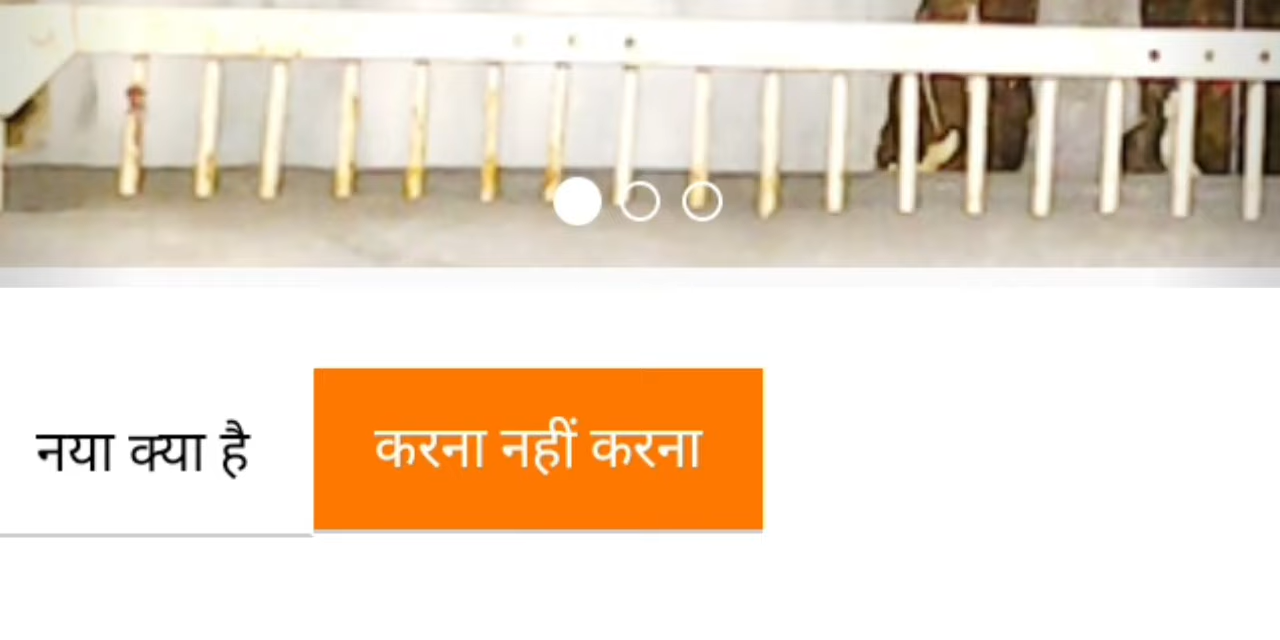 नया क्या है
करना नहीं करना